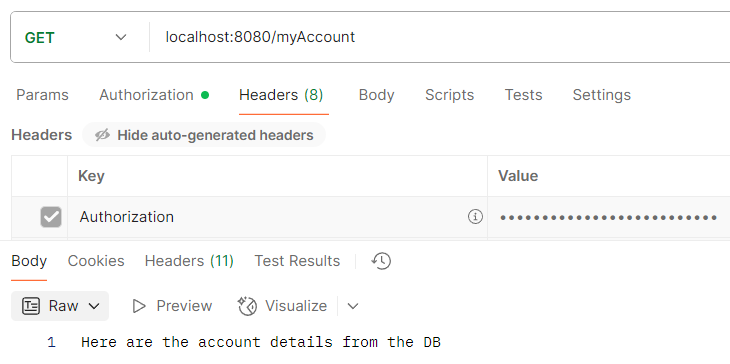 GET localhost:8080/myAccount
Params Authorization Headers (8) Body Scripts Tests Settings
Headers Hide auto-generated headers
Key Value
Authorization ••••••••••••••••••••••••••
Body Cookies Headers (11) Test Results
Raw Preview Visualize
1 Here are the account details from the DB